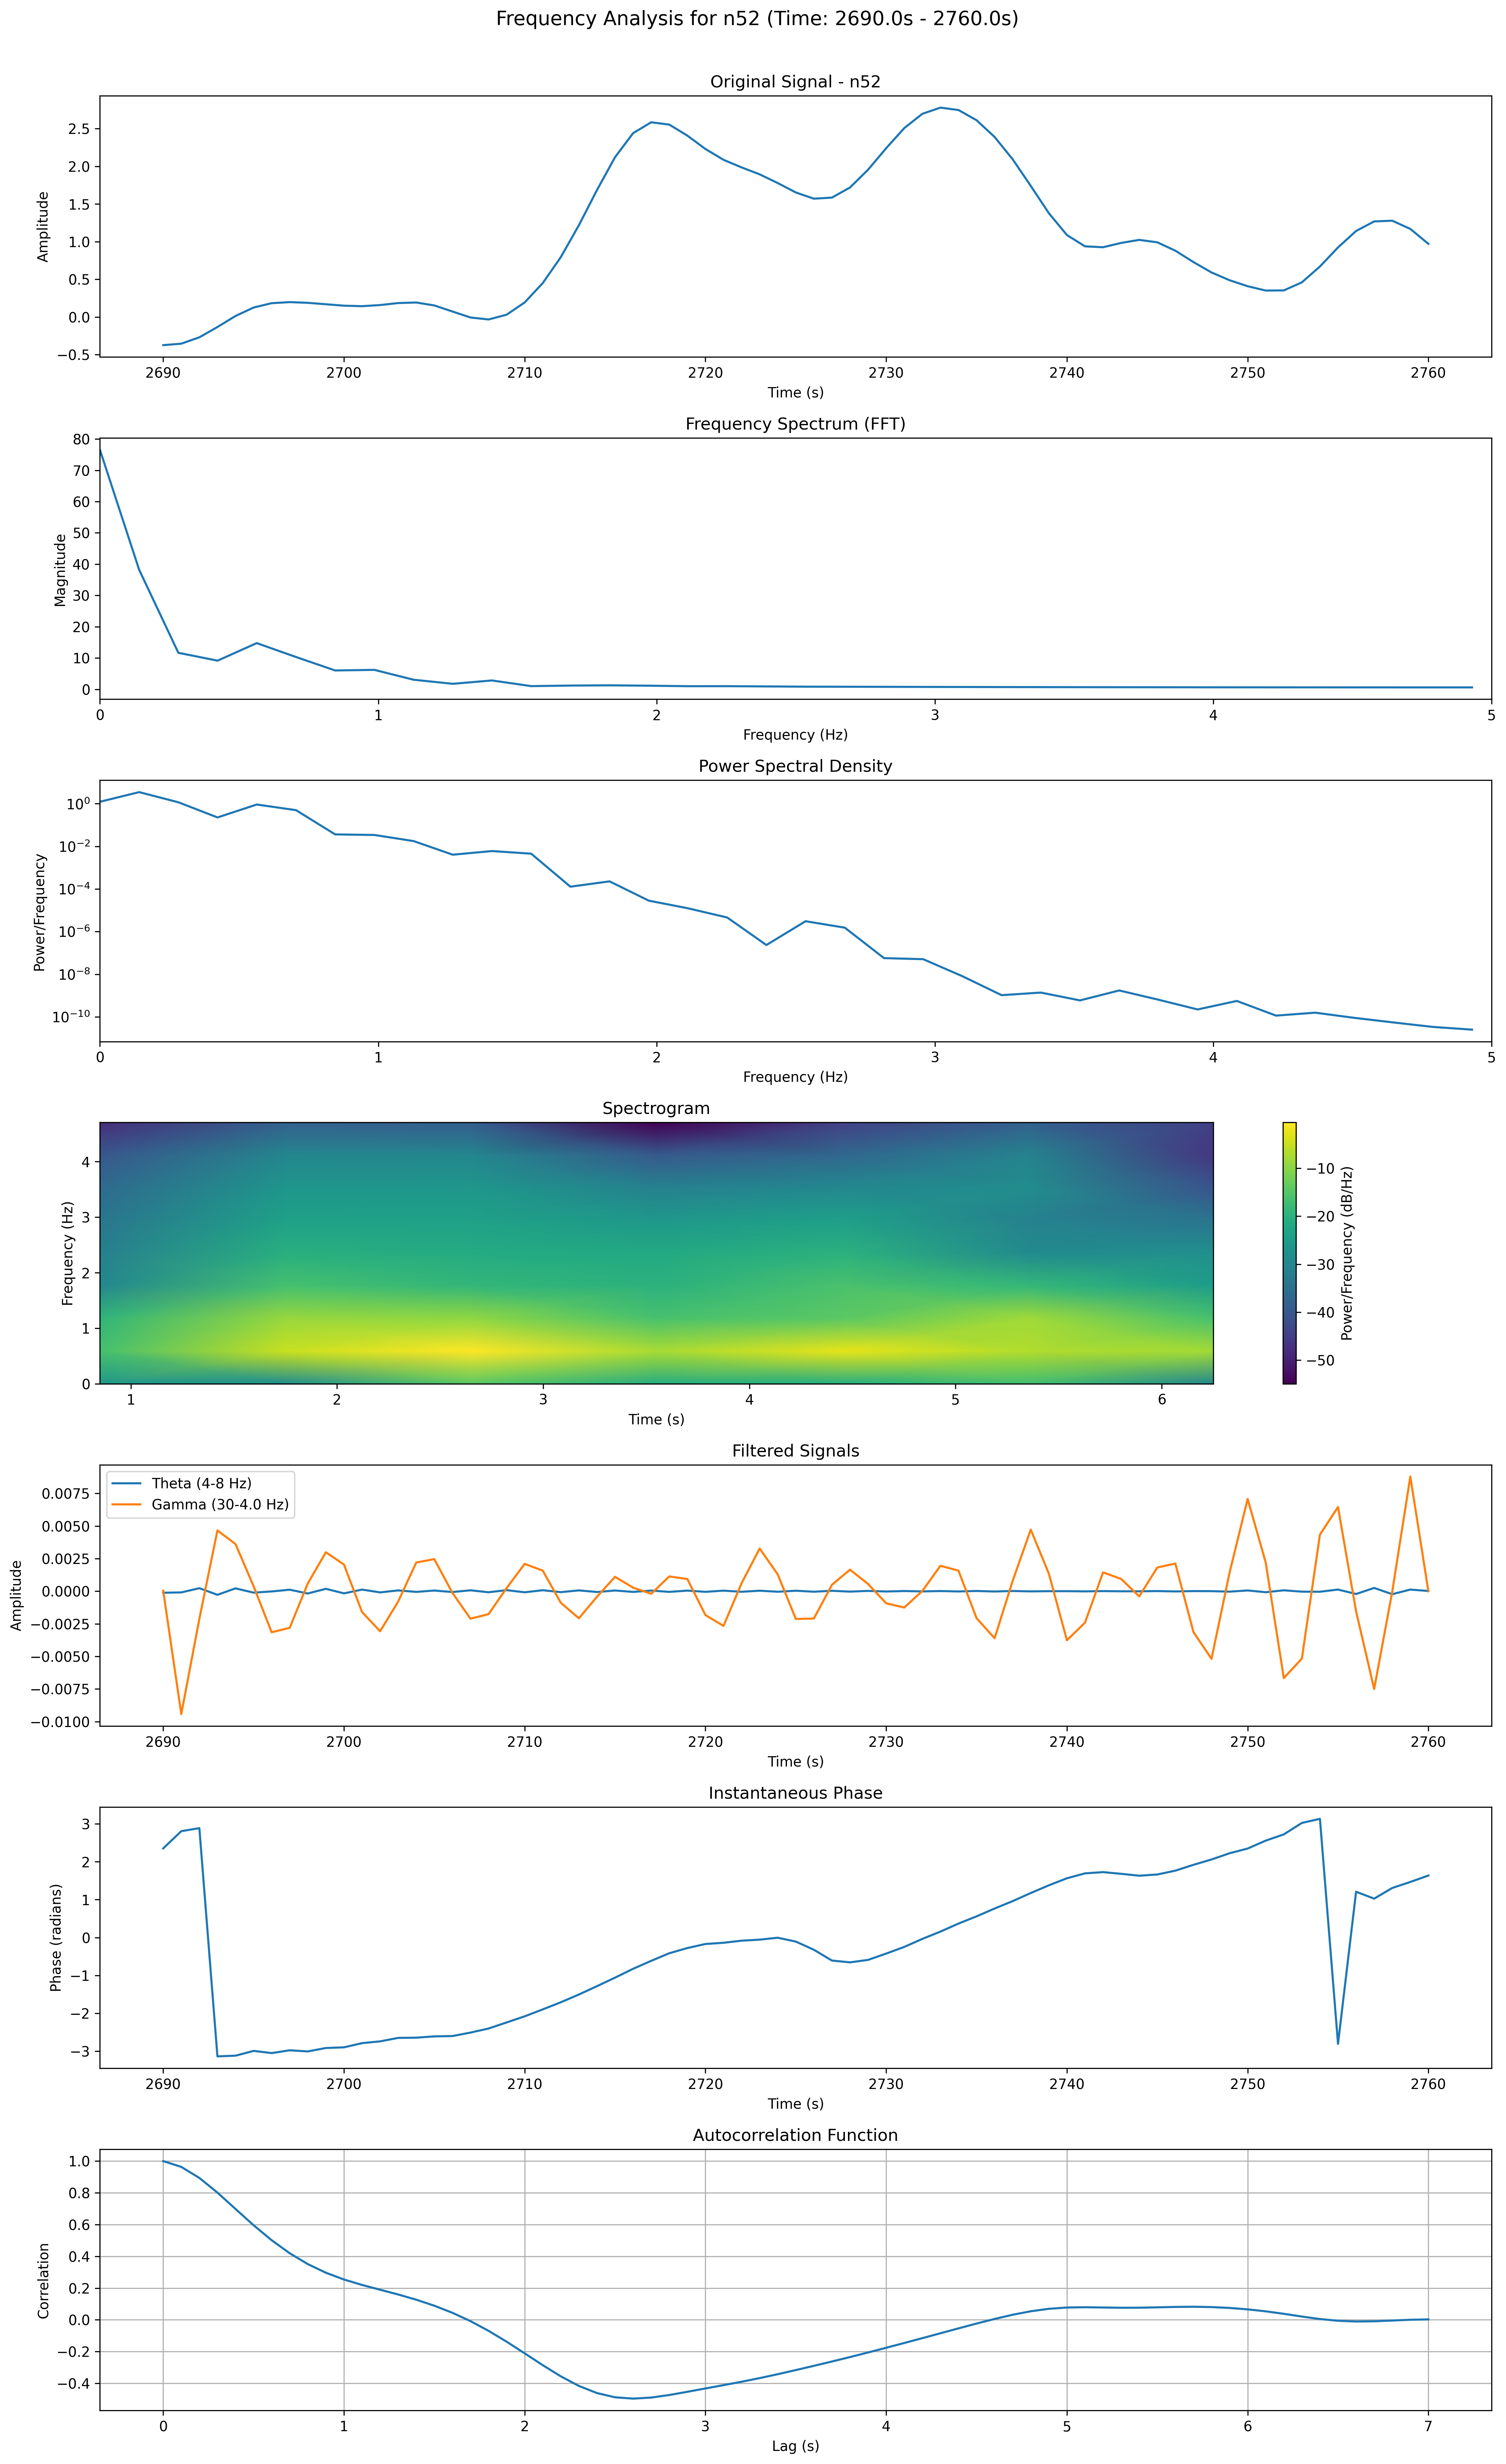 Frequency Analysis for n52 (Time: 2690.0s - 2760.0s)
Original Signal - n52
Amplitude
2.5
2.0
1.5
1.0
0.5
0.0
−0.5
2690 2700 2710 2720 2730 2740 2750 2760
Time (s)
Frequency Spectrum (FFT)
Magnitude
80
70
60
50
40
30
20
10
0
0 1 2 3 4 5
Frequency (Hz)
Power Spectral Density
Power/Frequency
10⁰
10⁻²
10⁻⁴
10⁻⁶
10⁻⁸
10⁻¹⁰
0 1 2 3 4 5
Frequency (Hz)
Spectrogram
Frequency (Hz)
4
3
2
1
0
1 2 3 4 5 6
Time (s)
−10
−20
−30
−40
−50
Power/Frequency (dB/Hz)
Filtered Signals
Theta (4-8 Hz)
Gamma (30-4.0 Hz)
Amplitude
0.0075
0.0050
0.0025
0.0000
−0.0025
−0.0050
−0.0075
−0.0100
2690 2700 2710 2720 2730 2740 2750 2760
Time (s)
Instantaneous Phase
Phase (radians)
3
2
1
0
−1
−2
−3
2690 2700 2710 2720 2730 2740 2750 2760
Time (s)
Autocorrelation Function
Correlation
1.0
0.8
0.6
0.4
0.2
0.0
−0.2
−0.4
0 1 2 3 4 5 6 7
Lag (s)